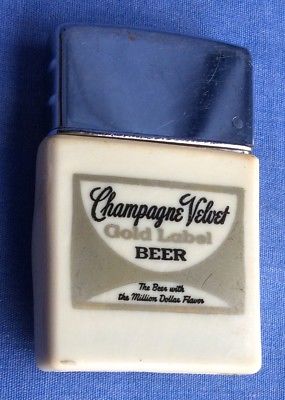 Champagne Velvet
Gold Label
BEER
The Beer with
the Million Dollar Flavor